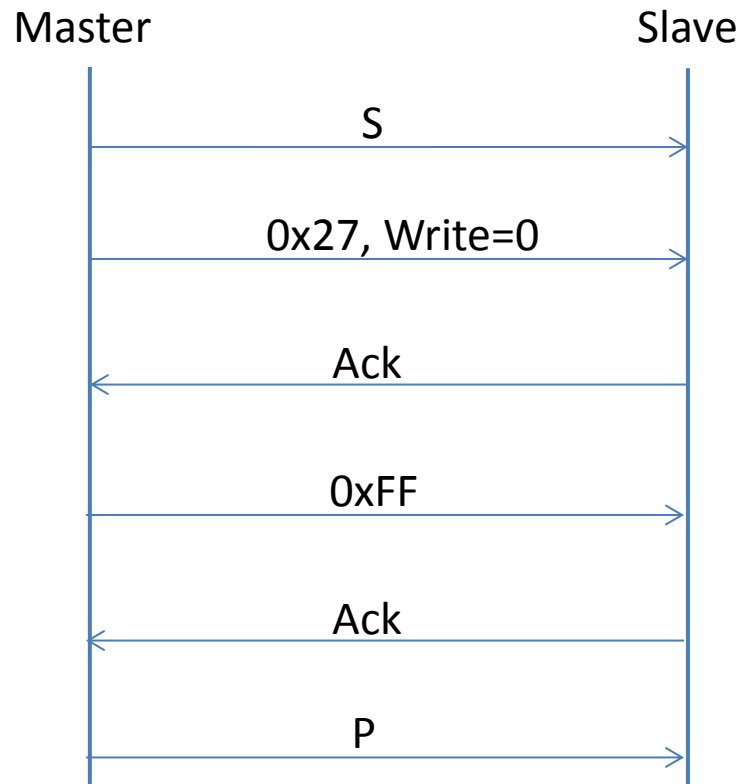 Master Slave
S
0x27, Write=0
Ack
0xFF
Ack
P